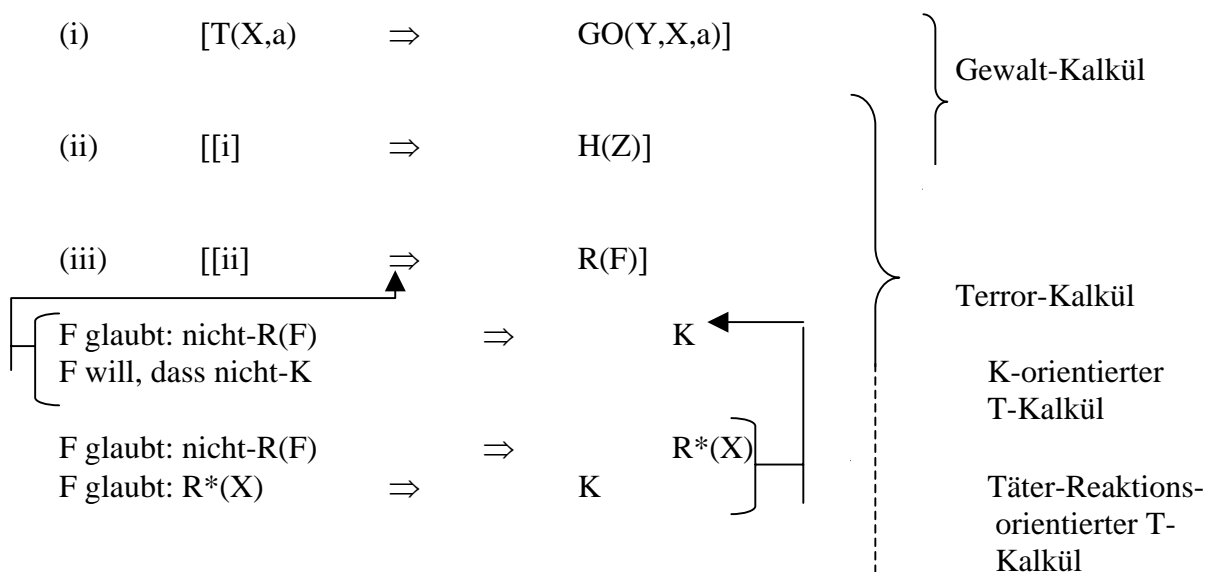 (i) [T(X,a) ⇒ GO(Y,X,a)]
Gewalt-Kalkül
(ii) [[i] ⇒ H(Z)]
(iii) [[ii] ⇒ R(F)]
Terror-Kalkül
F glaubt: nicht-R(F) ⇒ K
F will, dass nicht-K
K-orientierter
T-Kalkül
F glaubt: nicht-R(F) ⇒ R*(X)
F glaubt: R*(X) ⇒ K
Täter-Reaktions-
orientierter T-
Kalkül